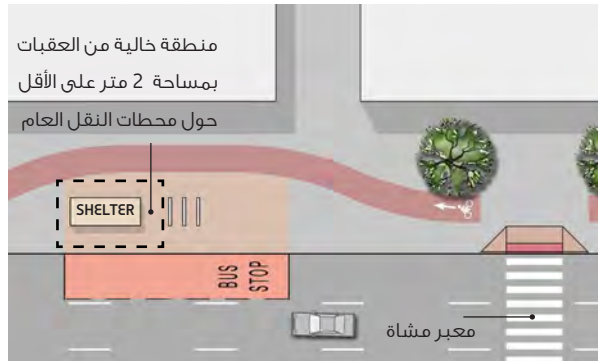 منطقة خالية من العقبات
بمساحة 2 متر على الأقل
حول محطات النقل العام
SHELTER
BUS
STOP
معبر مشاة